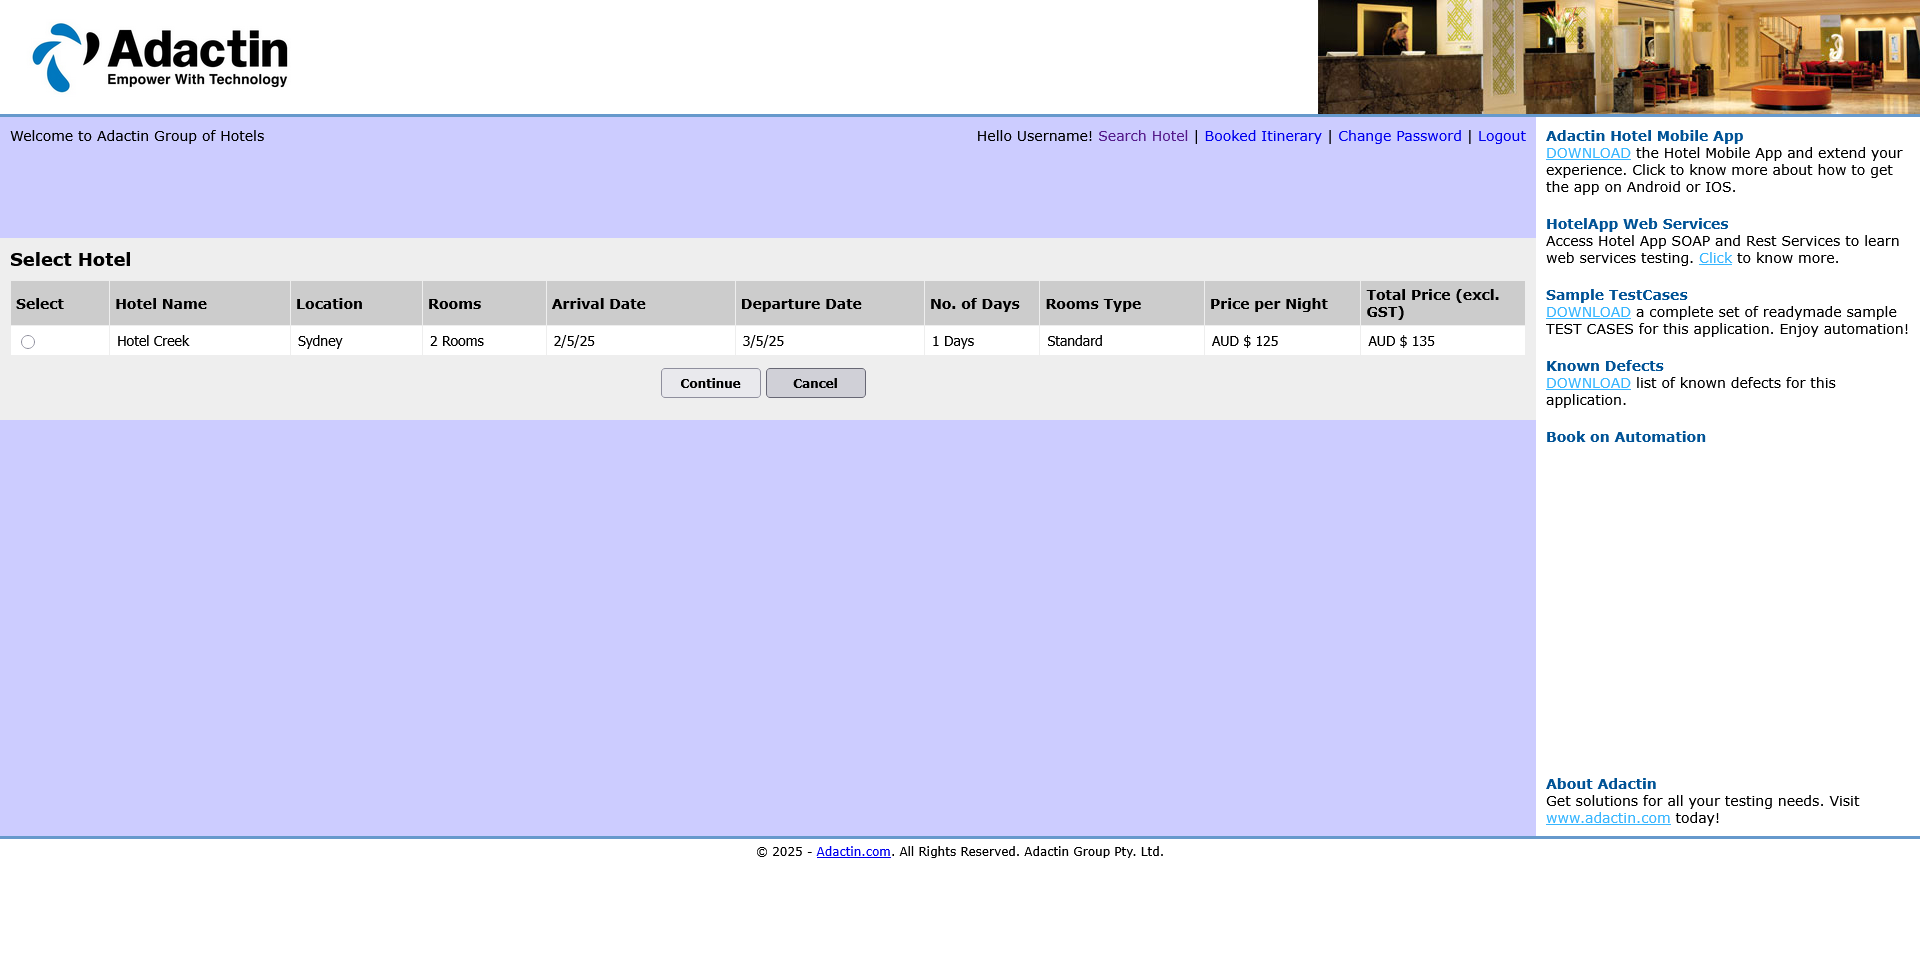 Adactin
Empower With Technology
Welcome to Adactin Group of Hotels
Hello Username! Search Hotel | Booked Itinerary | Change Password | Logout
Select Hotel
Select Hotel Name Location Rooms Arrival Date Departure Date No. of Days Rooms Type Price per Night Total Price (excl. GST)
Hotel Creek Sydney 2 Rooms 2/5/25 3/5/25 1 Days Standard AUD $ 125 AUD $ 135
Continue Cancel
Adactin Hotel Mobile App
DOWNLOAD the Hotel Mobile App and extend your
experience. Click to know more about how to get
the app on Android or IOS.
HotelApp Web Services
Access Hotel App SOAP and Rest Services to learn
web services testing. Click to know more.
Sample TestCases
DOWNLOAD a complete set of readymade sample
TEST CASES for this application. Enjoy automation!
Known Defects
DOWNLOAD list of known defects for this
application.
Book on Automation
About Adactin
Get solutions for all your testing needs. Visit
www.adactin.com today!
© 2025 - Adactin.com. All Rights Reserved. Adactin Group Pty. Ltd.